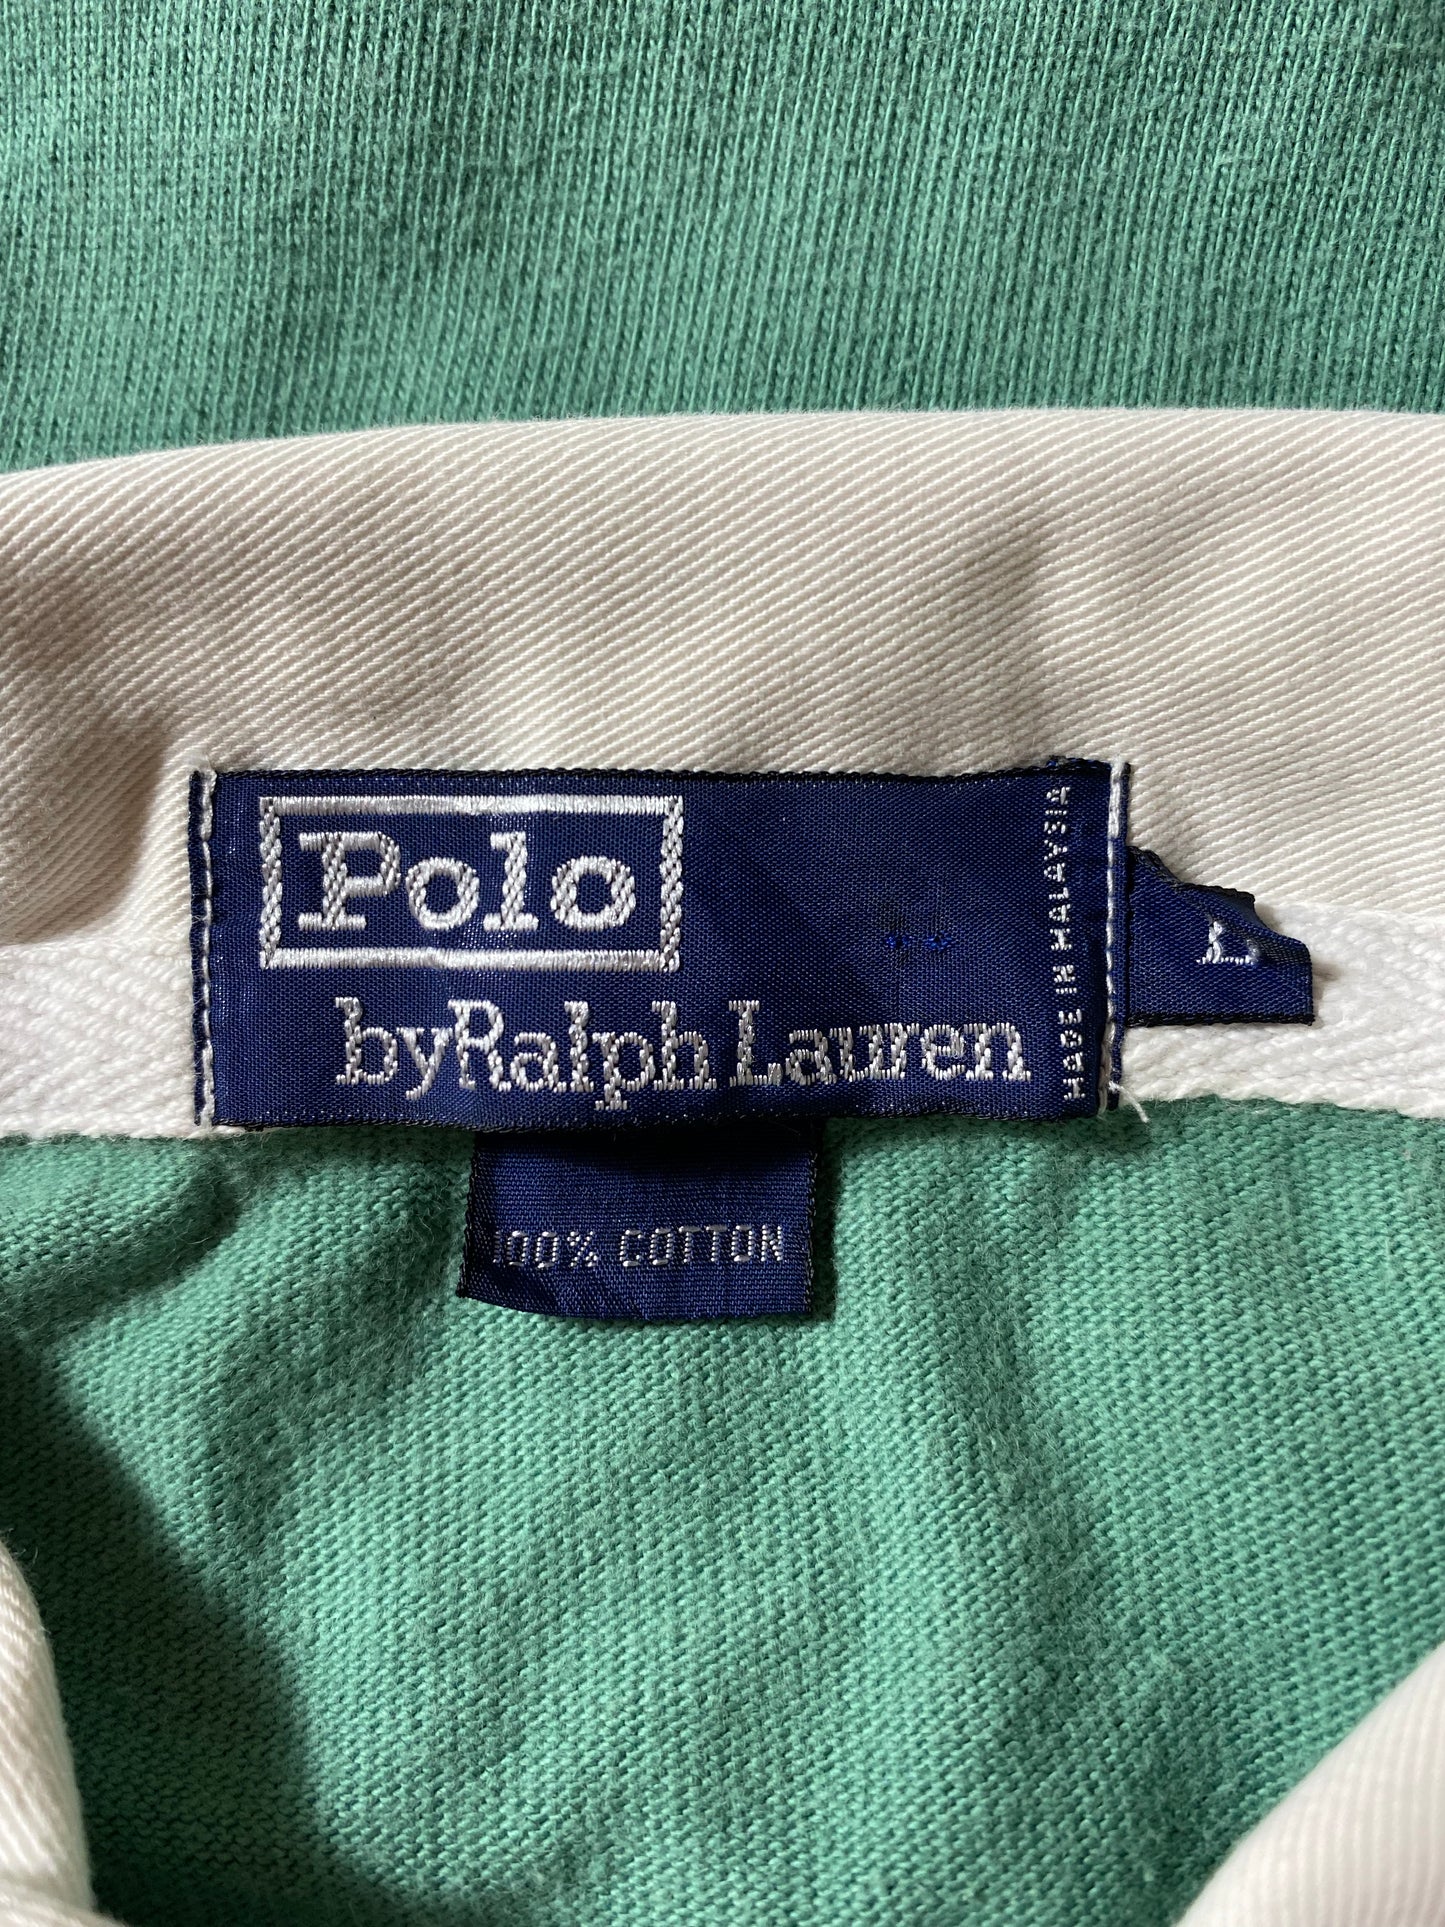 Polo
by Ralph Lauren
MADE IN MALAYSIA
L
100% COTTON